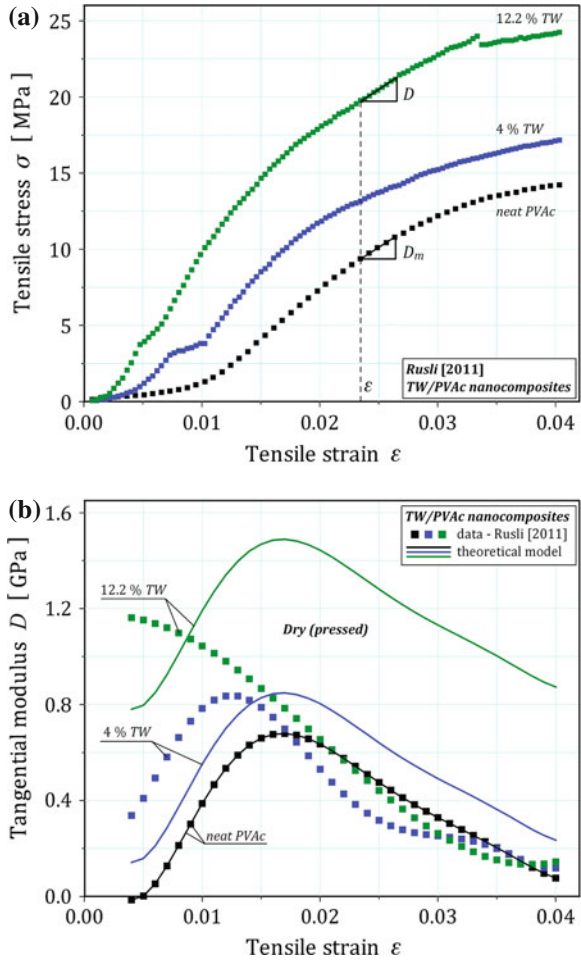 (a)
25
20
15
10
5
0
Tensile stress σ [ MPa ]
12.2 % TW
D
4 % TW
neat PVAc
Dm
ε
Rusli [2011]
TW/PVAc nanocomposites
0.00 0.01 0.02 0.03 0.04
Tensile strain ε
(b)
1.6
1.2
0.8
0.4
0.0
Tangential modulus D [ GPa ]
TW/PVAc nanocomposites
data - Rusli [2011]
theoretical model
12.2 % TW
Dry (pressed)
4 % TW
neat PVAc
0.00 0.01 0.02 0.03 0.04
Tensile strain ε